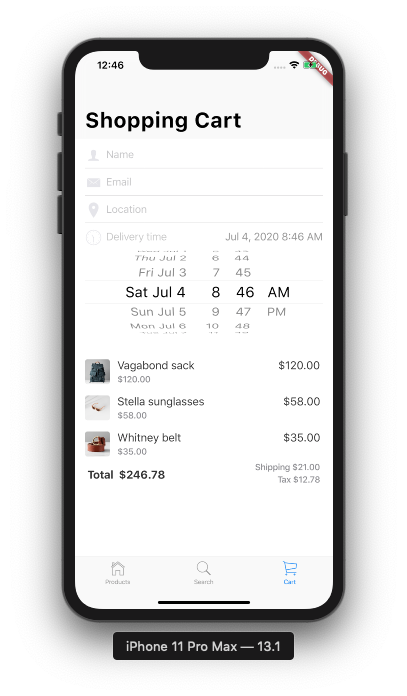 12:46
DEBUG
Shopping Cart
Name
Email
Location
Delivery time Jul 4, 2020 8:46 AM
Thu Jul 2 6 44
Fri Jul 3 7 45
Sat Jul 4 8 46 AM
Sun Jul 5 9 47 PM
Mon Jul 6 10 48
Vagabond sack $120.00
$120.00
Stella sunglasses $58.00
$58.00
Whitney belt $35.00
$35.00
Shipping $21.00
Total $246.78
Tax $12.78
Products Search Cart
iPhone 11 Pro Max — 13.1